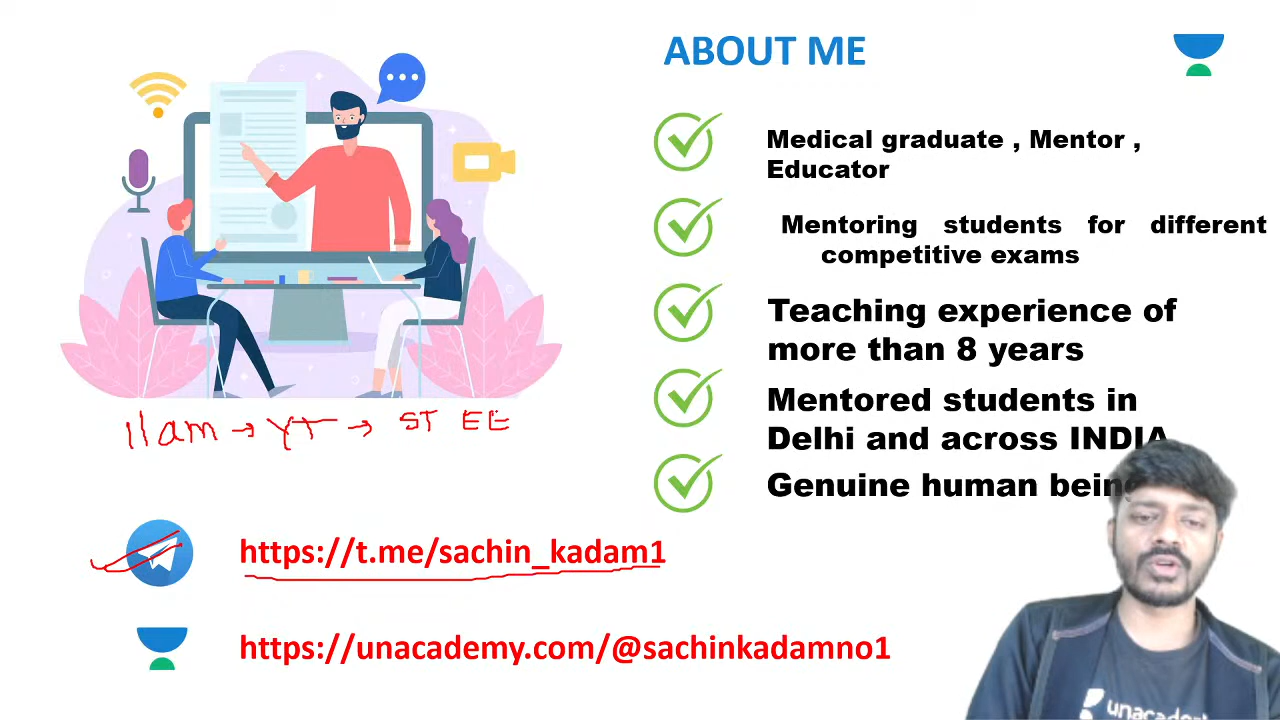 ABOUT ME
Medical graduate , Mentor ,
Educator
Mentoring students for different
competitive exams
Teaching experience of
more than 8 years
Mentored students in
Delhi and across INDIA
Genuine human being
11am → YT → ST EE
https://t.me/sachin_kadam1
https://unacademy.com/@sachinkadamno1
unacademy